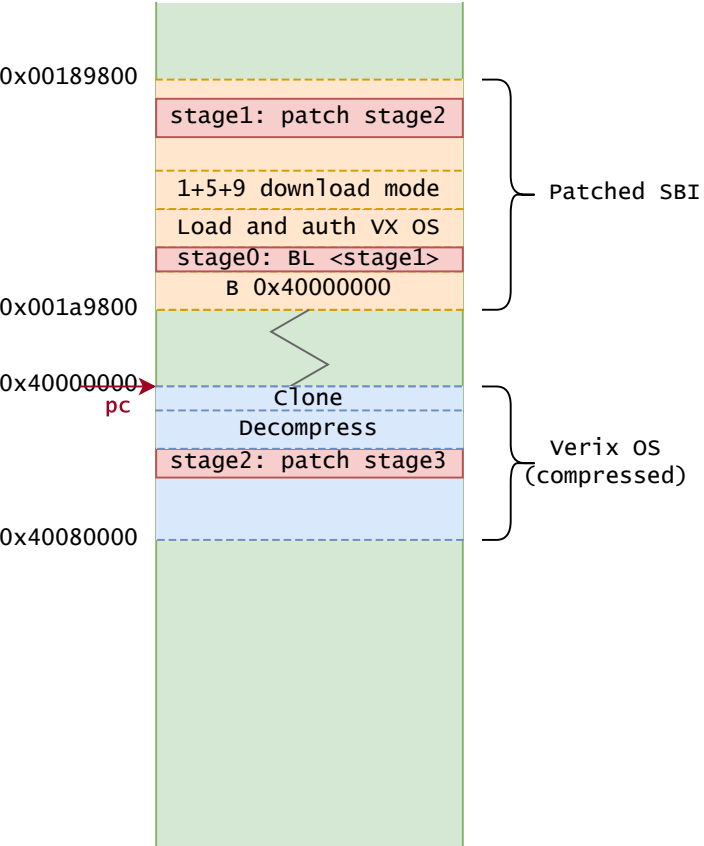 0x00189800
stage1: patch stage2
1+5+9 download mode
Patched SBI
Load and auth VX OS
stage0: BL <stage1>
B 0x40000000
0x001a9800
0x40000000
pc
Clone
Decompress
Verix OS
(compressed)
stage2: patch stage3
0x40080000